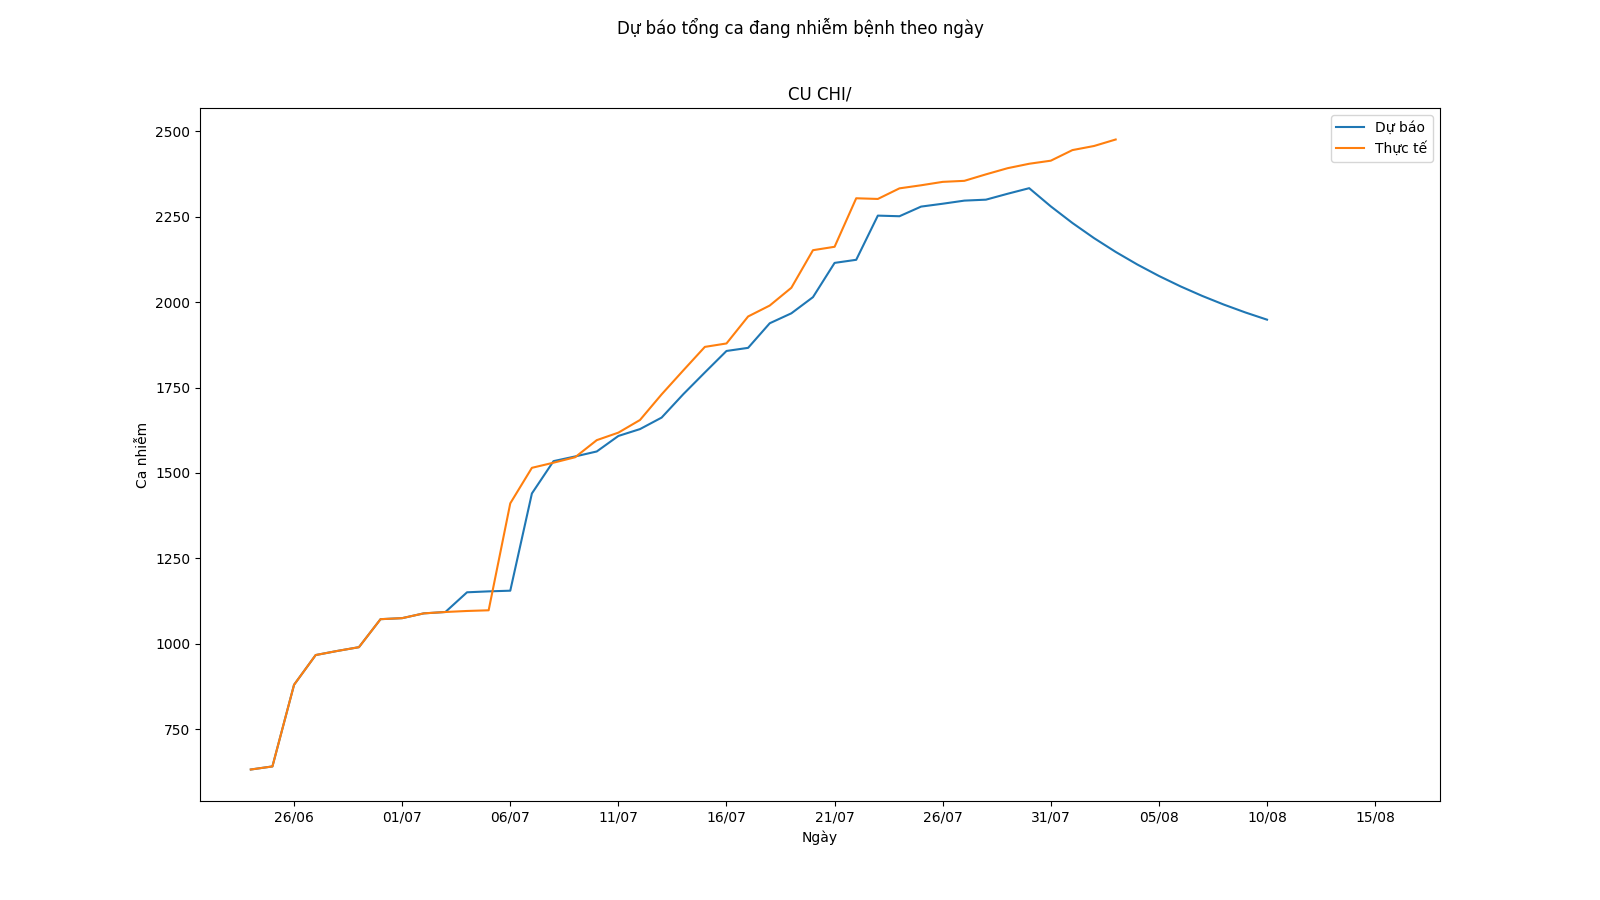 Dự báo tổng ca đang nhiễm bệnh theo ngày
CU CHI/
Dự báo
Thực tế
2500
2250
2000
1750
1500
1250
1000
750
Ca nhiễm
26/06 01/07 06/07 11/07 16/07 21/07 26/07 31/07 05/08 10/08 15/08
Ngày